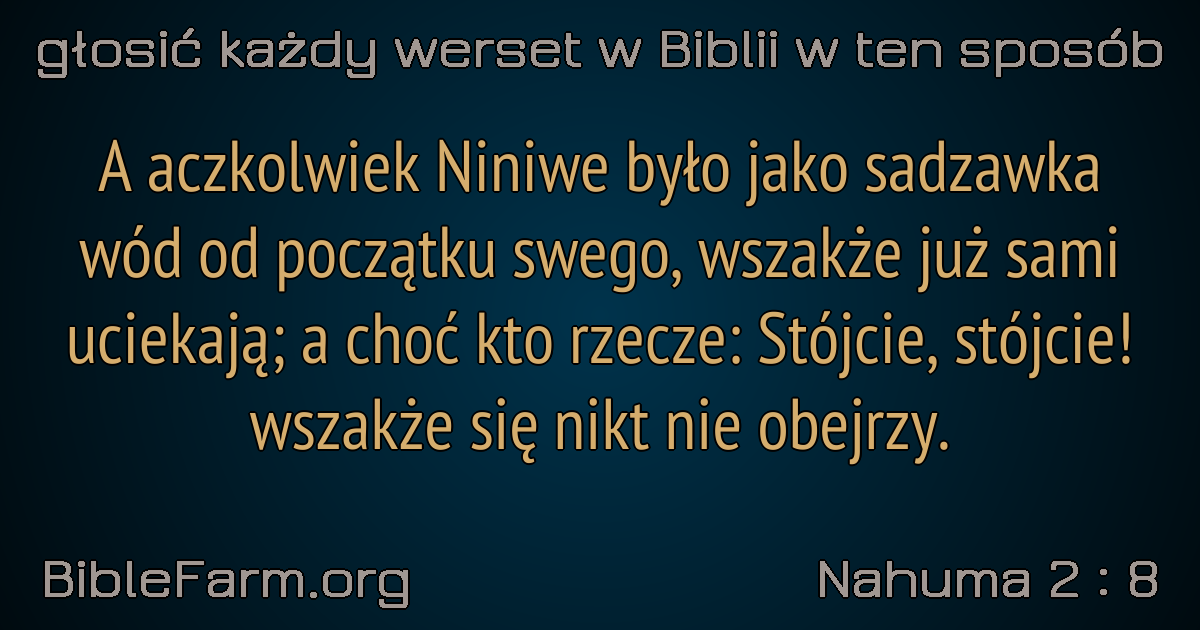 głosić każdy werset w Biblii w ten sposób
A aczkolwiek Niniwe było jako sadzawka
wód od początku swego, wszakże już sami
uciekają; a choć kto rzecze: Stójcie, stójcie!
wszakże się nikt nie obejrzy.
BibleFarm.org
Nahuma 2 : 8